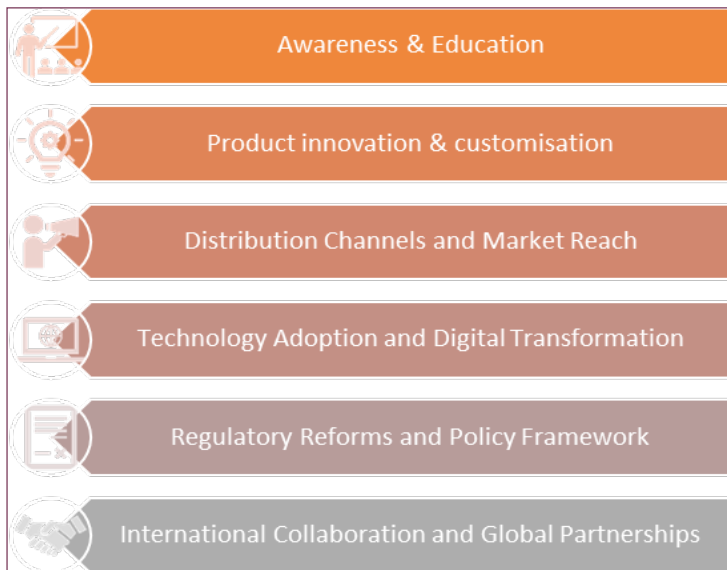 Awareness & Education
Product innovation & customisation
Distribution Channels and Market Reach
Technology Adoption and Digital Transformation
Regulatory Reforms and Policy Framework
International Collaboration and Global Partnerships